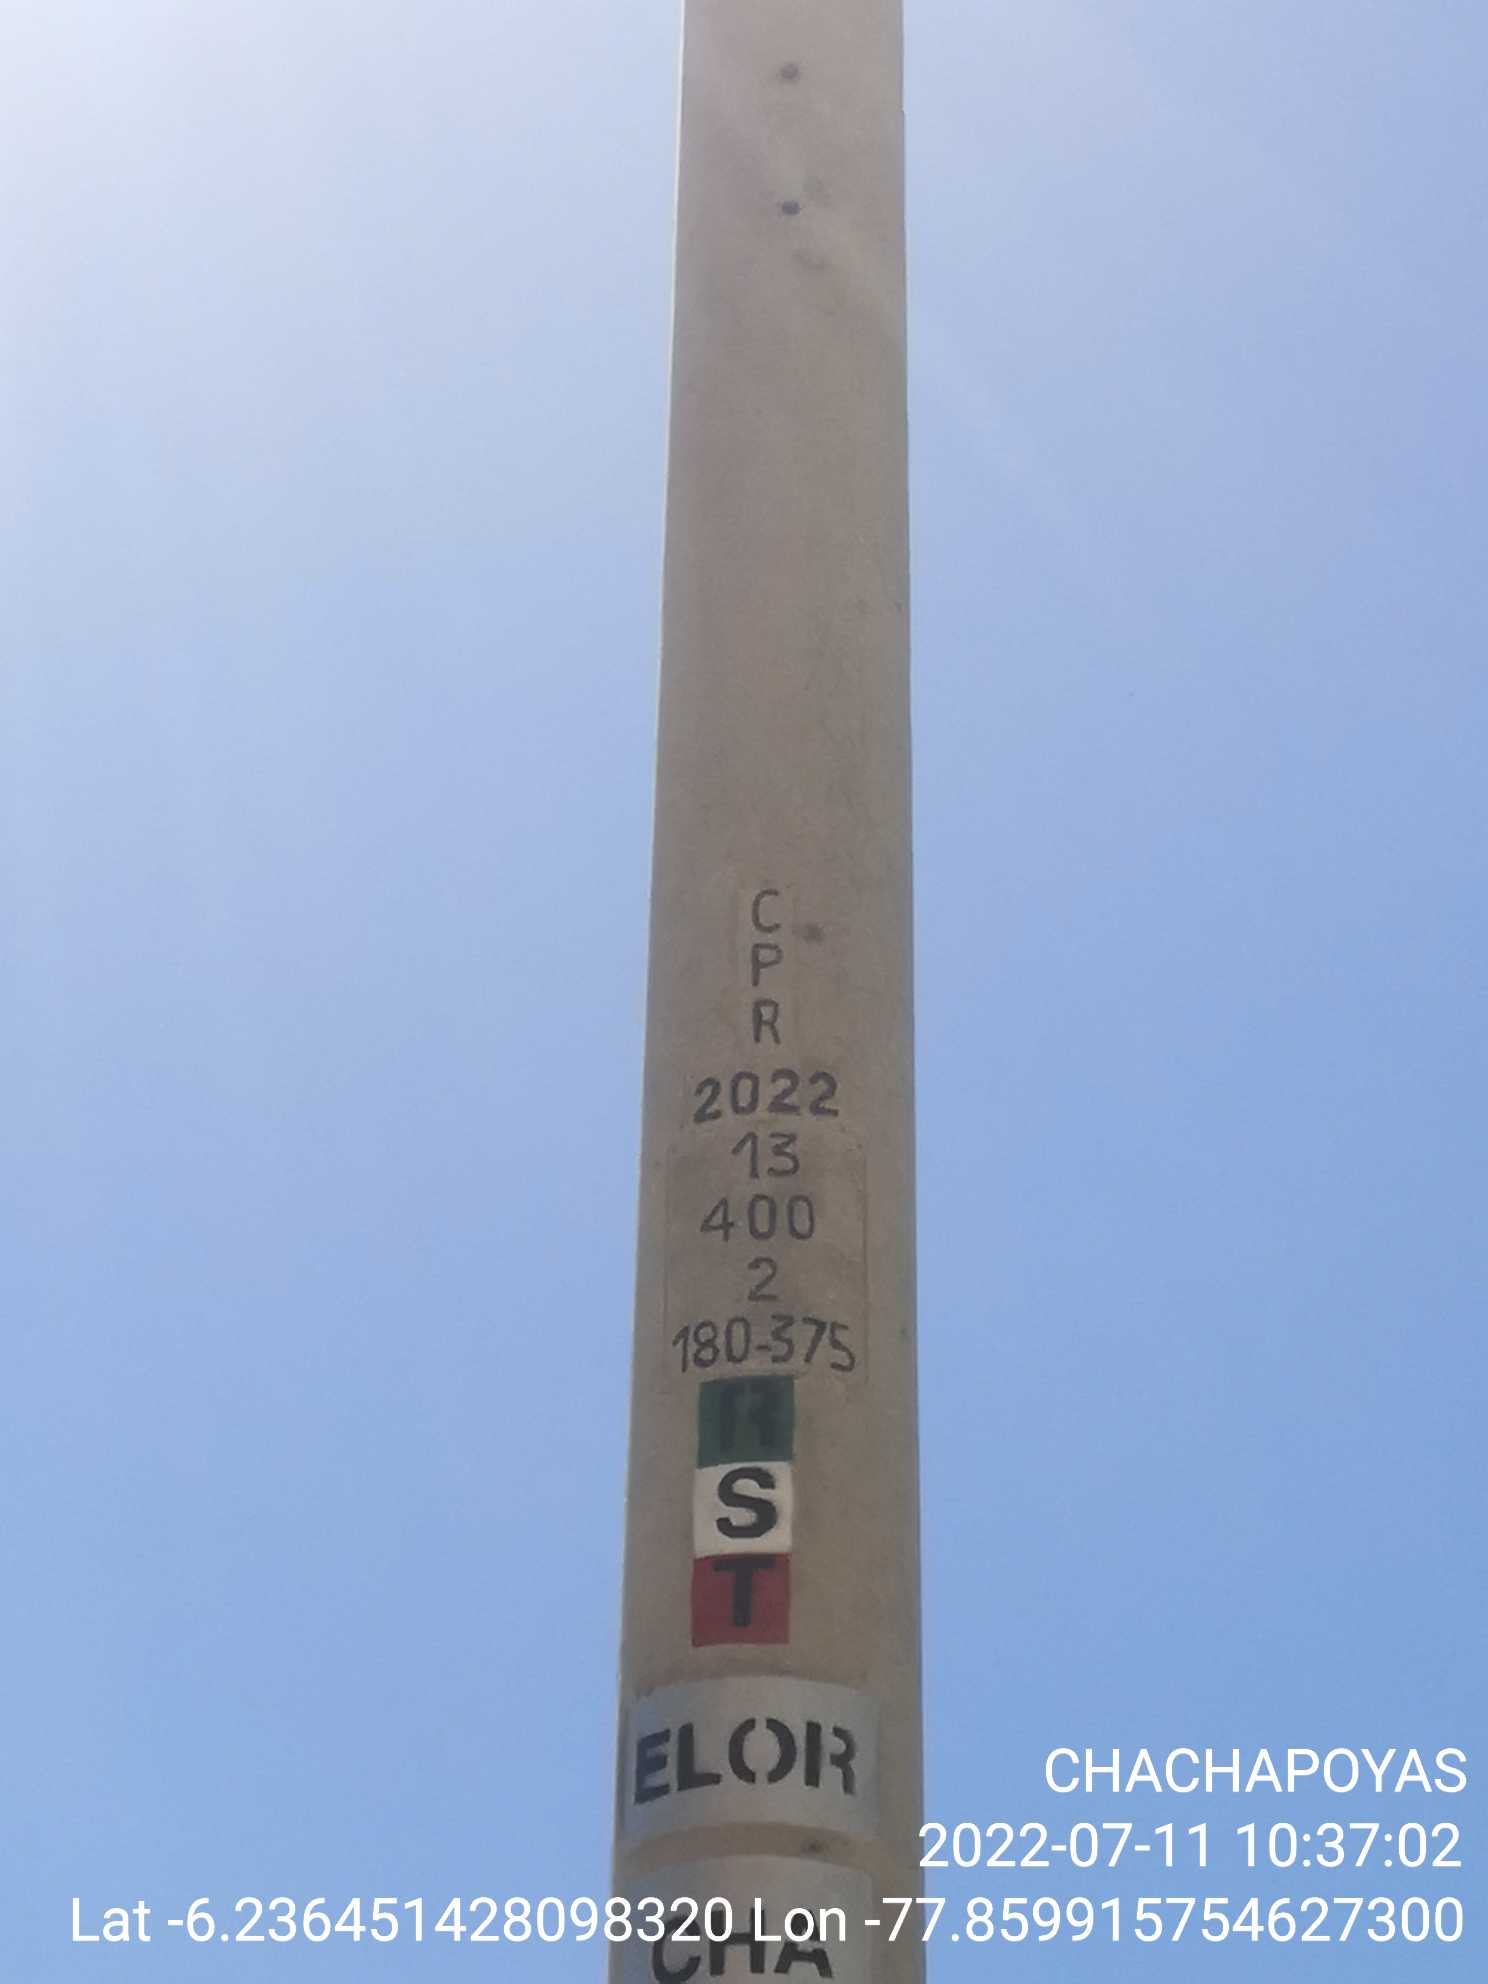 C
P
R
2022
13
400
2
180-375
R
S
T
ELOR
CHA
CHACHAPOYAS
2022-07-11 10:37:02
Lat -6.236451428098320 Lon -77.859915754627300